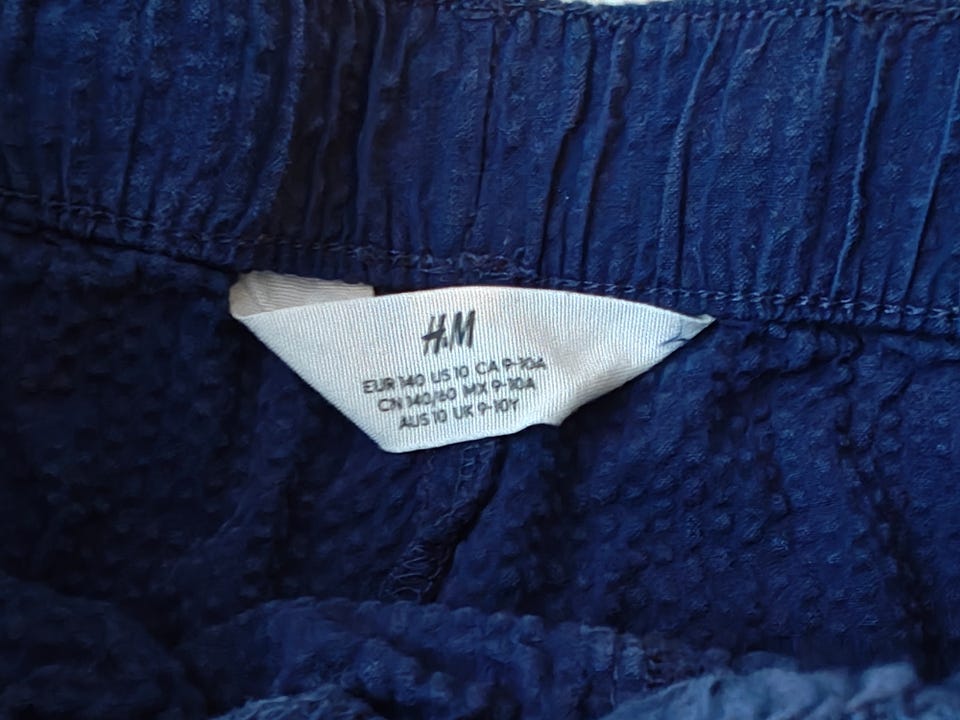 H&M
EUR 140 US 10 CA 9-10A
CN 140/60 MX 9-10A
AUS 10 UK 9-10Y